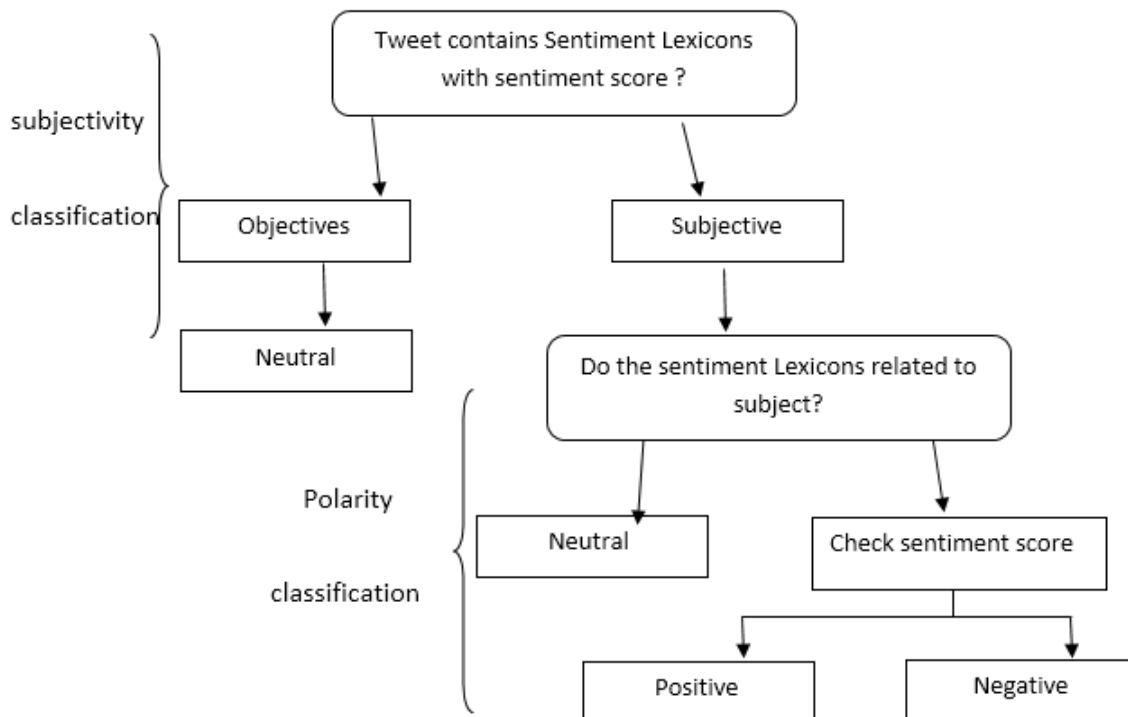 Tweet contains Sentiment Lexicons
with sentiment score ?
subjectivity
classification
Objectives
Subjective
Neutral
Do the sentiment Lexicons related to
subject?
Polarity
classification
Neutral
Check sentiment score
Positive
Negative